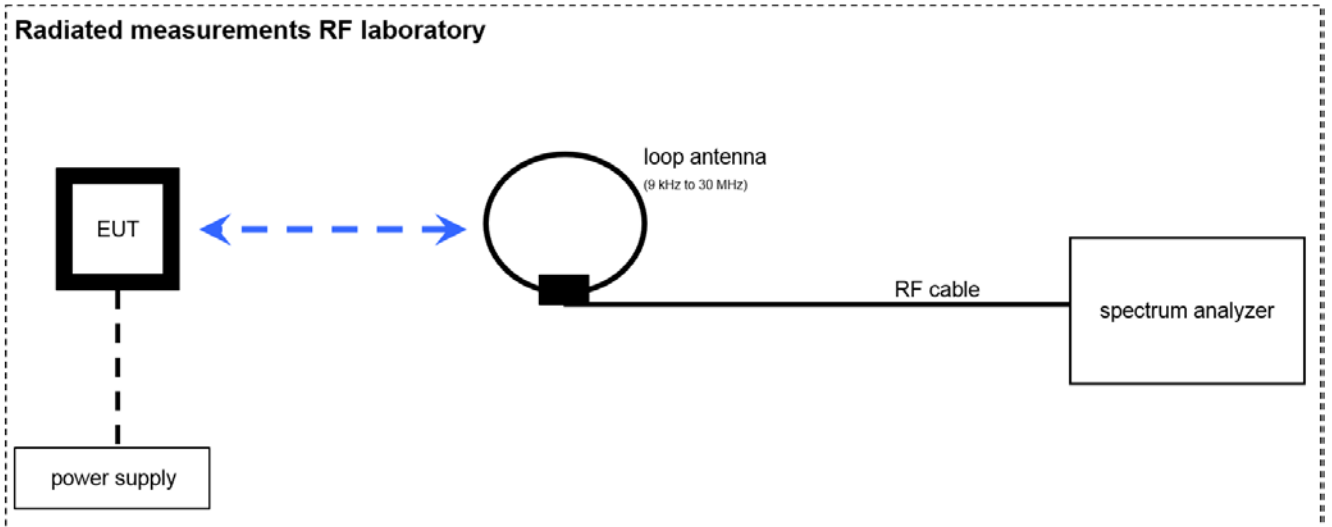 Radiated measurements RF laboratory
loop antenna
(9 kHz to 30 MHz)
EUT
RF cable
spectrum analyzer
power supply